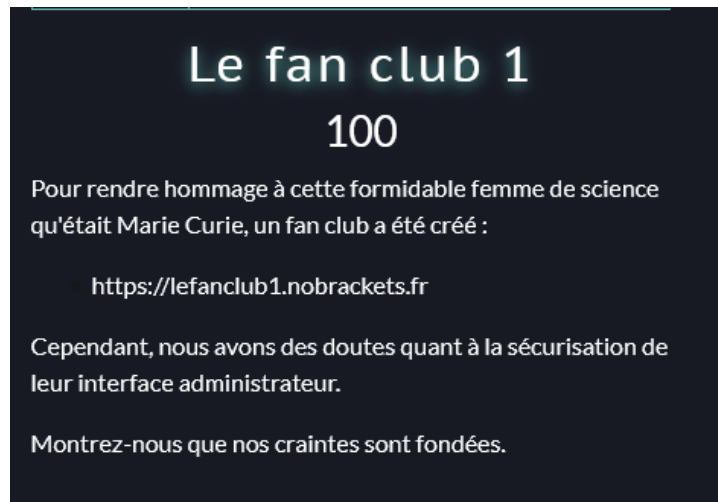 Le fan club 1
100
Pour rendre hommage à cette formidable femme de science
qu'était Marie Curie, un fan club a été créé :
https://lefanclub1.nobrackets.fr
Cependant, nous avons des doutes quant à la sécurisation de
leur interface administrateur.
Montrez-nous que nos craintes sont fondées.